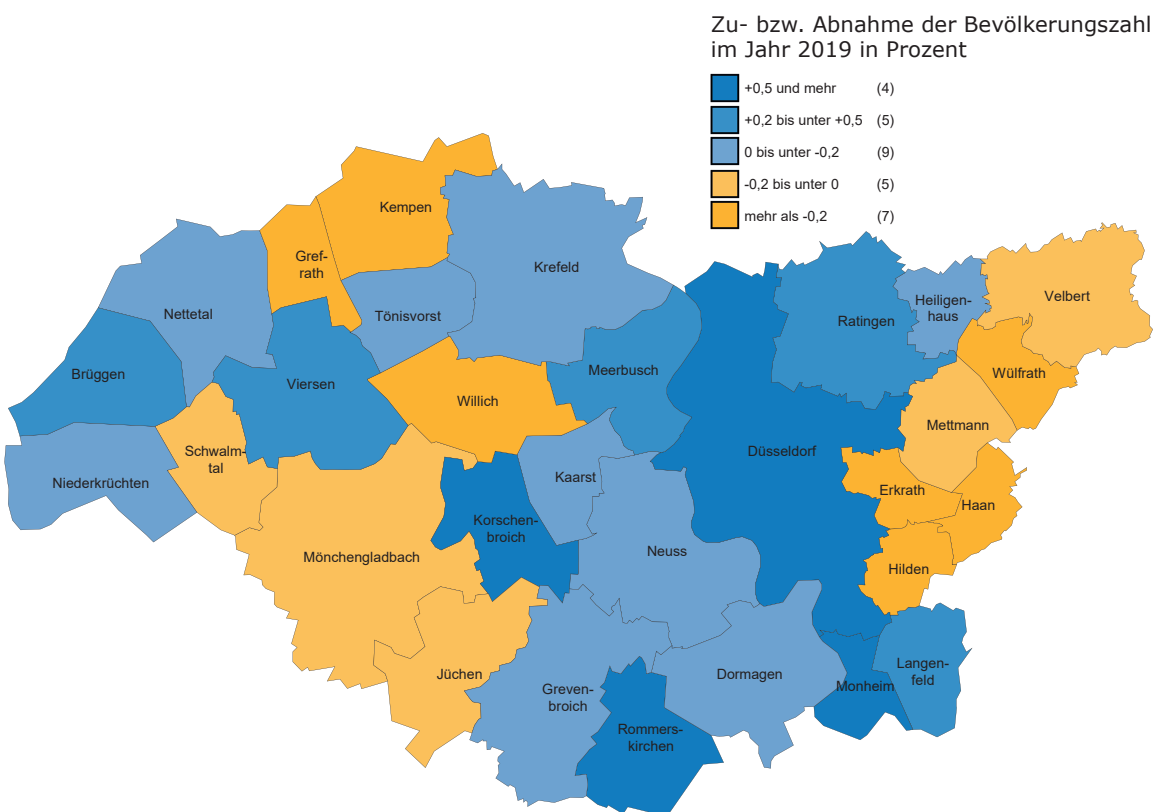 Zu- bzw. Abnahme der Bevölkerungszahl
im Jahr 2019 in Prozent
+0,5 und mehr (4)
+0,2 bis unter +0,5 (5)
0 bis unter -0,2 (9)
-0,2 bis unter 0 (5)
mehr als -0,2 (7)
Kempen
Gref-
rath
Krefeld
Nettetal
Tönisvorst
Heiligen-
haus
Velbert
Ratingen
Brüggen
Viersen
Meerbusch
Wülfrath
Willich
Mettmann
Schwalm-
tal
Düsseldorf
Niederkrüchten
Kaarst
Erkrath
Haan
Korschen-
broich
Mönchengladbach
Neuss
Hilden
Jüchen
Greven-
broich
Dormagen
Monheim
Langen-
feld
Rommers-
kirchen